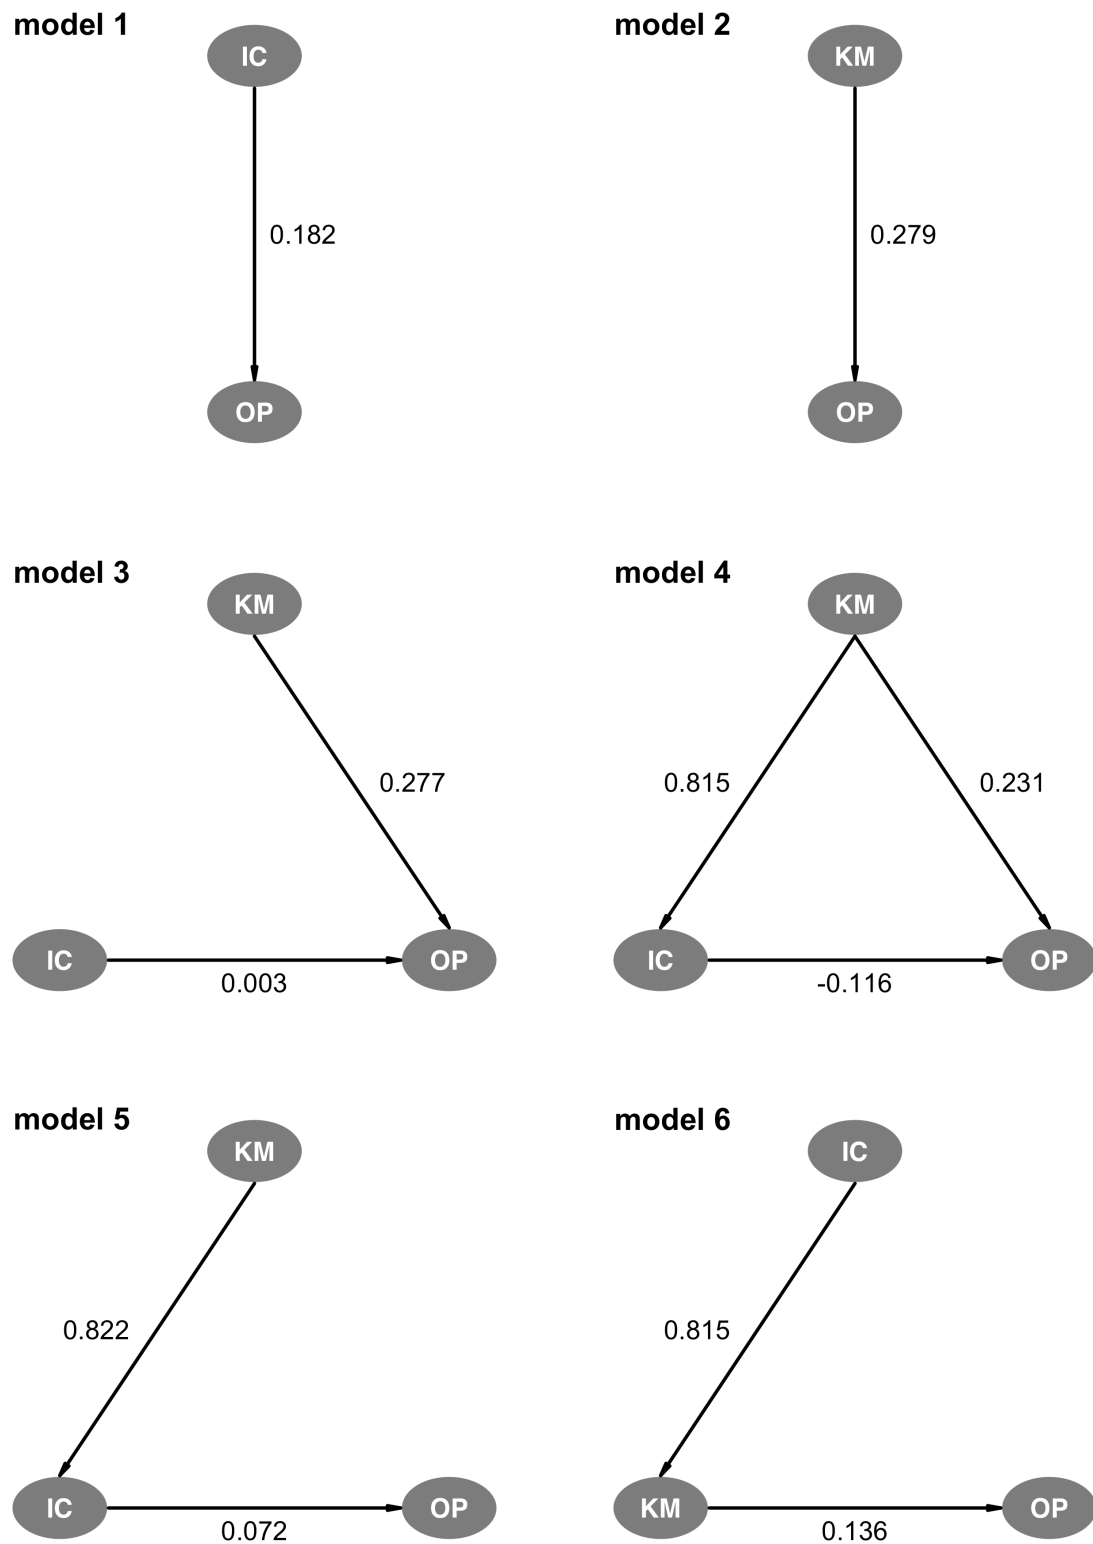 model 1
IC
0.182
OP
model 2
KM
0.279
OP
model 3
KM
0.277
IC
0.003
OP
model 4
KM
0.815
0.231
IC
-0.116
OP
model 5
KM
0.822
IC
0.072
OP
model 6
IC
0.815
KM
0.136
OP